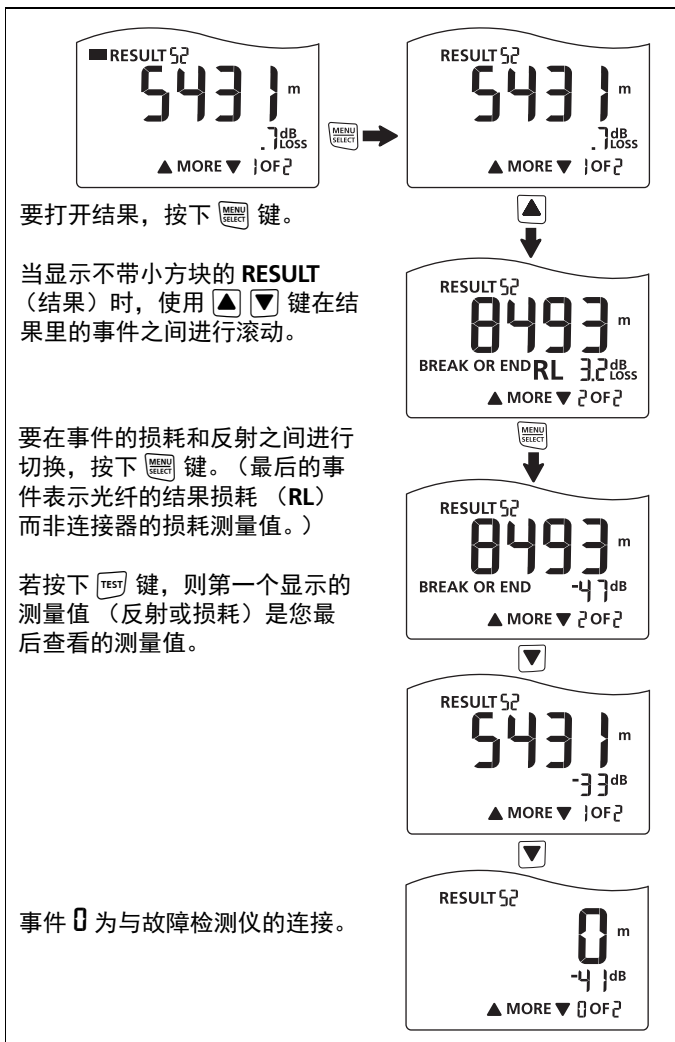 RESULT 52
5431 m
.7 dB
LOSS
▲ MORE ▼ 1 OF 2
MENU
SELECT
RESULT 52
5431 m
.7 dB
LOSS
▲ MORE ▼ 1 OF 2
要打开结果，按下 MENU SELECT 键。
当显示不带小方块的 RESULT
（结果）时，使用 ▲ ▼ 键在结
果里的事件之间进行滚动。
RESULT 52
8493 m
BREAK OR END RL 3.2 dB
LOSS
▲ MORE ▼ 2 OF 2
要在事件的损耗和反射之间进行
切换，按下 MENU SELECT 键。（最后的事
件表示光纤的结果损耗 （RL）
而非连接器的损耗测量值。）
MENU
SELECT
RESULT 52
8493 m
BREAK OR END -47 dB
▲ MORE ▼ 2 OF 2
若按下 TEST 键，则第一个显示的
测量值 （反射或损耗）是您最
后查看的测量值。
RESULT 52
5431 m
-33 dB
▲ MORE ▼ 1 OF 2
事件 0 为与故障检测仪的连接。
RESULT 52
0 m
-41 dB
▲ MORE ▼ 0 OF 2